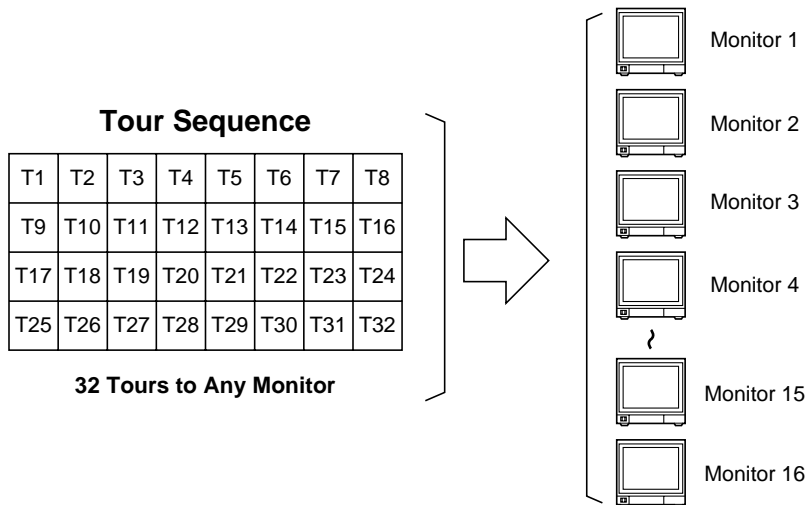 Tour Sequence
T1 T2 T3 T4 T5 T6 T7 T8
T9 T10 T11 T12 T13 T14 T15 T16
T17 T18 T19 T20 T21 T22 T23 T24
T25 T26 T27 T28 T29 T30 T31 T32
32 Tours to Any Monitor
Monitor 1
Monitor 2
Monitor 3
Monitor 4
Monitor 15
Monitor 16